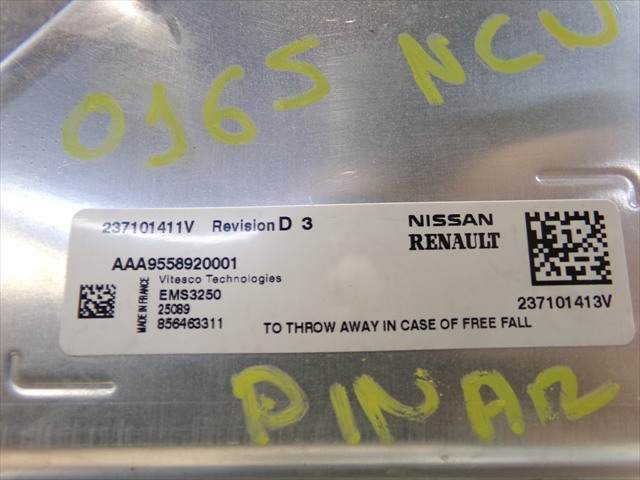 0965 NCU
237101411V Revision D 3
NISSAN
RENAULT
AAA9558920001
Vitesco Technologies
EMS3250
25089
856463311
MADE IN FRANCE
237101413V
TO THROW AWAY IN CASE OF FREE FALL
PINAR